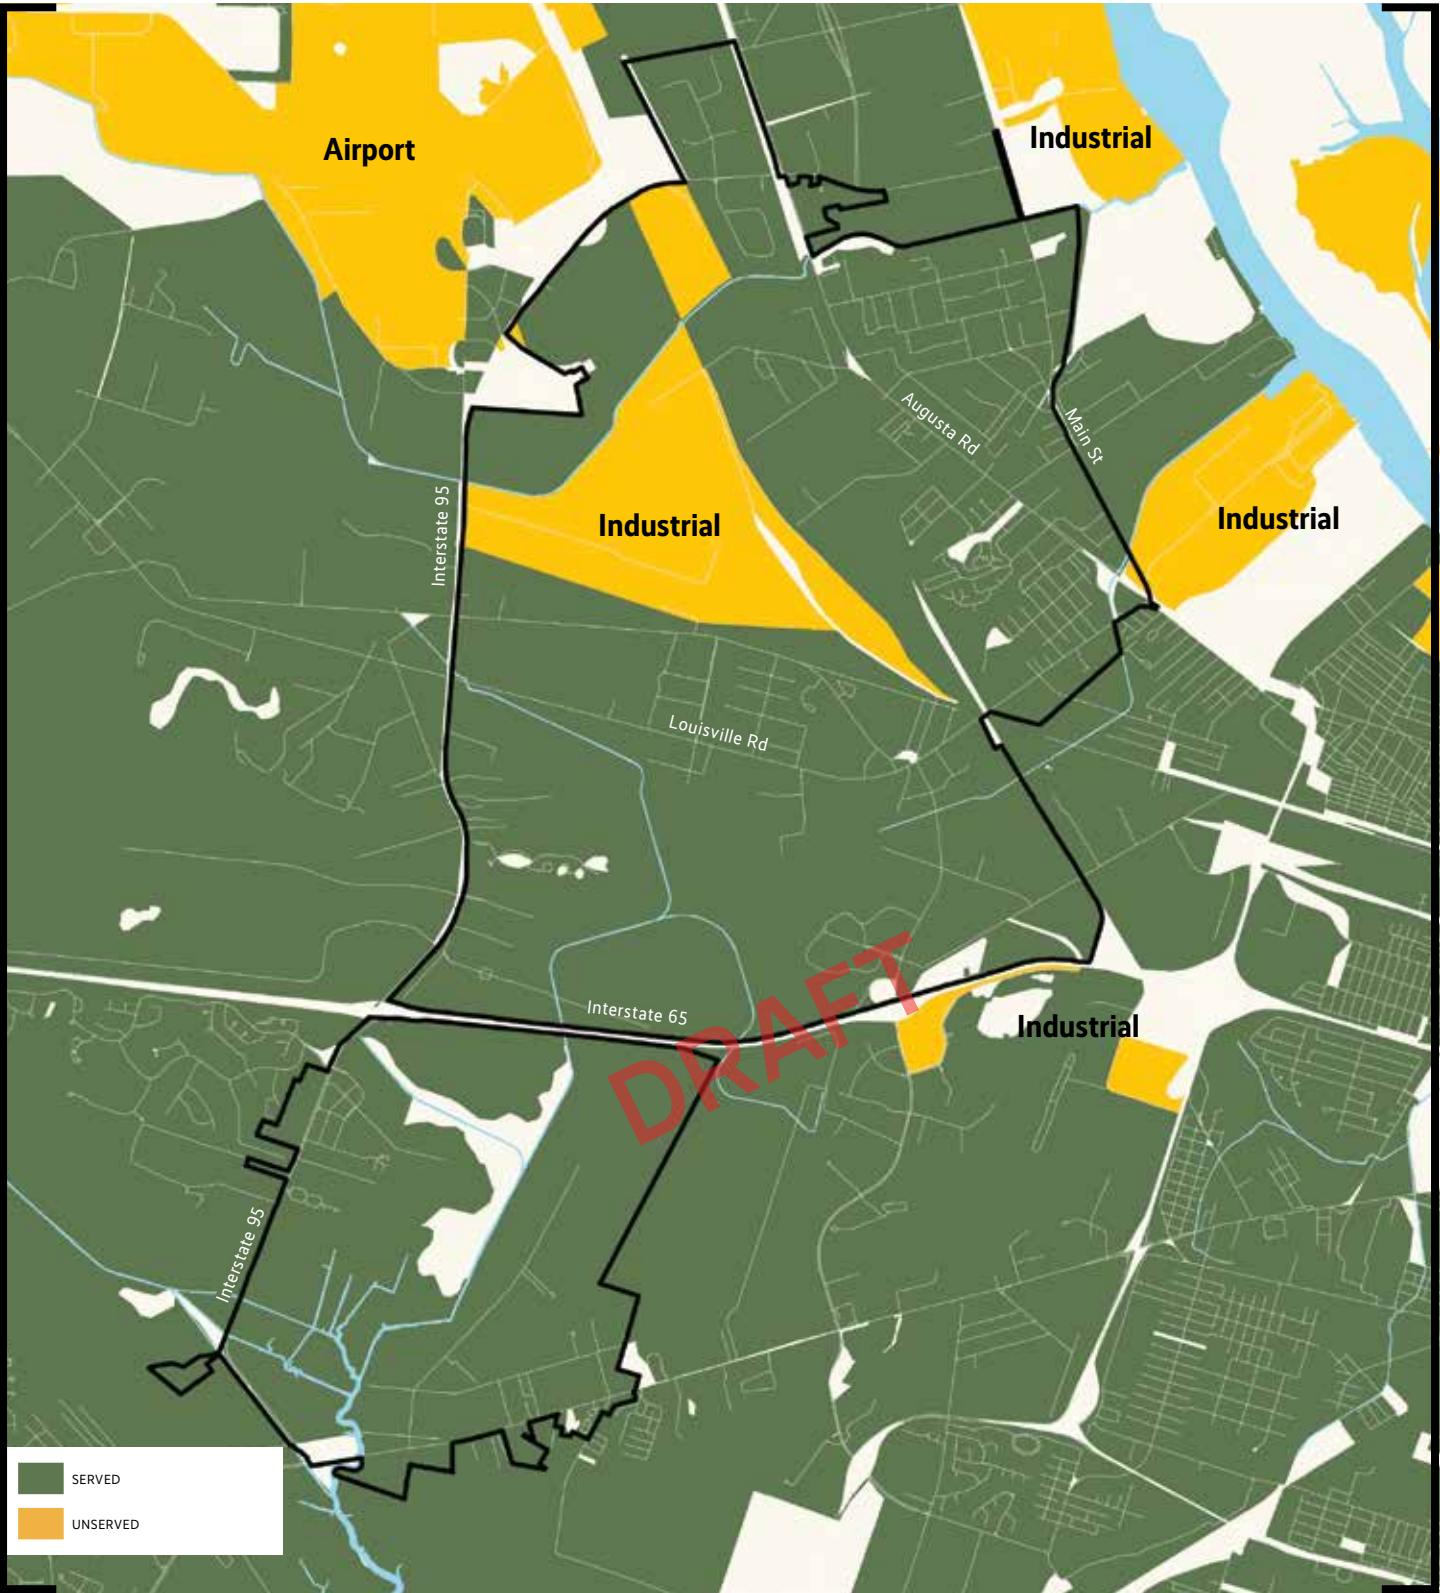 Airport
Industrial
Augusta Rd
Main St
Interstate 95
Industrial
Industrial
Louisville Rd
Interstate 65
Industrial
DRAFT
Interstate 95
SERVED
UNSERVED